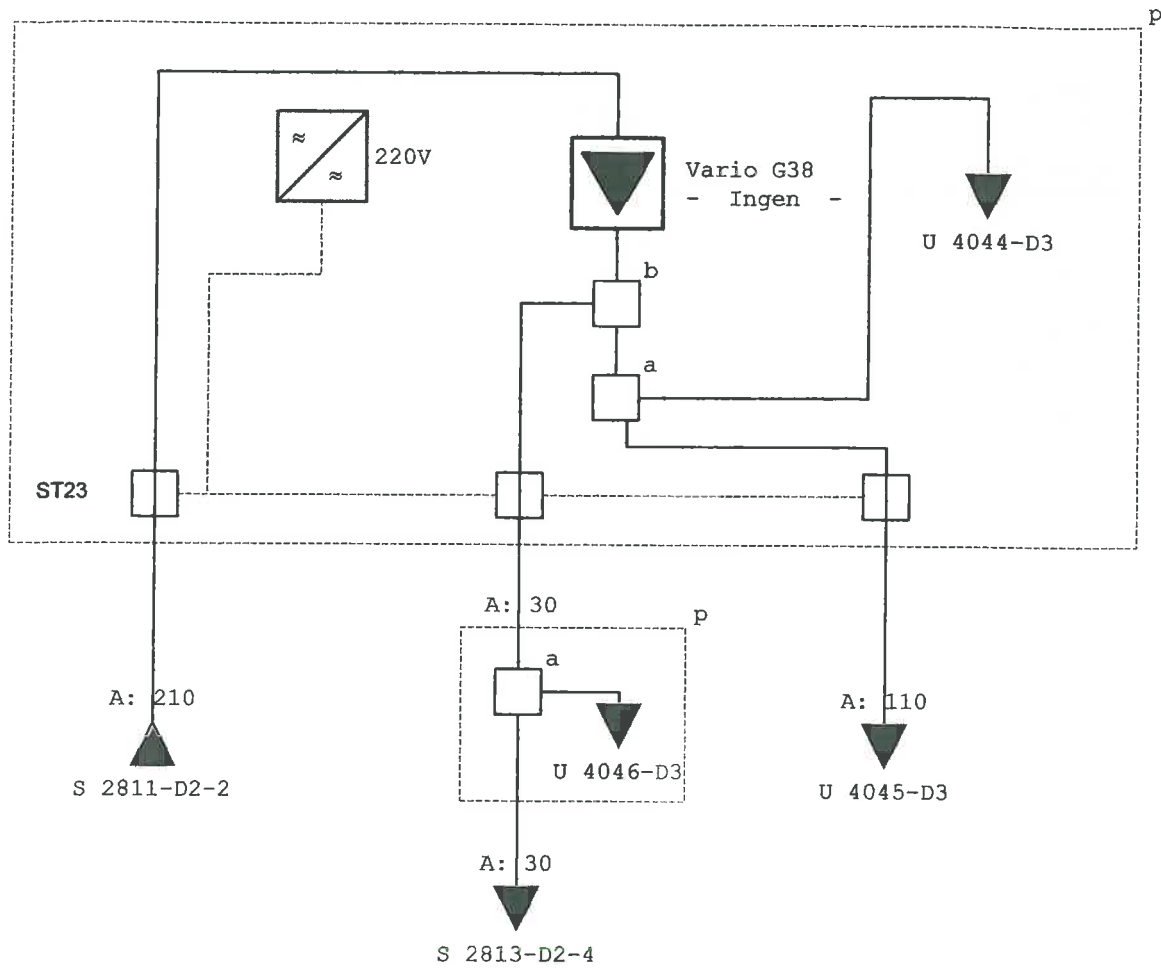 p
220V
Vario G38
- Ingen -
U 4044-D3
b
a
ST23
A: 30
p
a
A: 210
A: 110
U 4046-D3
S 2811-D2-2
U 4045-D3
A: 30
S 2813-D2-4